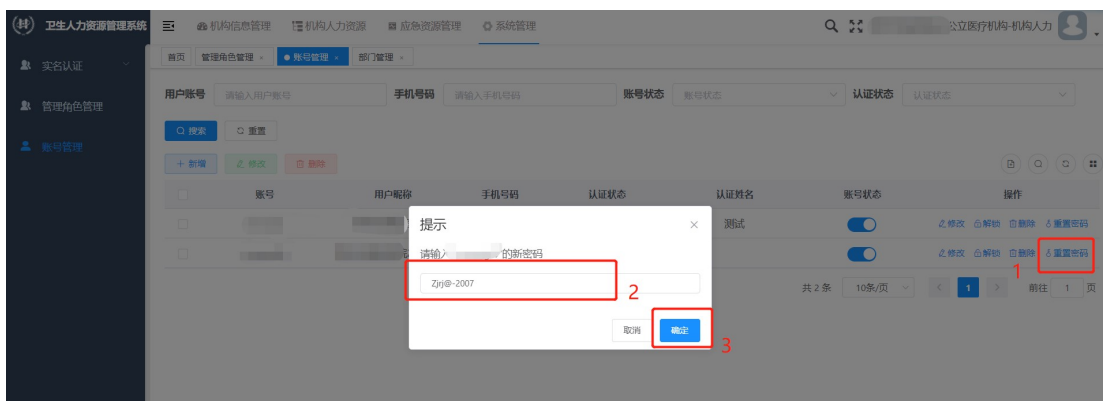 卫生人力资源管理系统 机构信息管理 机构人力资源 应急资源管理 系统管理 公立医疗机构-机构人力
首页 管理角色管理 × 账号管理 × 部门管理 ×
实名认证
管理角色管理
账号管理
用户账号 请输入用户账号 手机号码 请输入手机号码 账号状态 账号状态 认证状态 认证状态
搜索 重置
+ 新增 修改 删除
账号 用户昵称 手机号码 认证状态 认证姓名 账号状态 操作
测试 修改 解锁 删除 重置密码
修改 解锁 删除 重置密码
1
共 2 条 10条/页 < 1 > 前往 1 页
提示 ×
请输入 的新密码
Zjrj@-2007
2
取消 确定
3